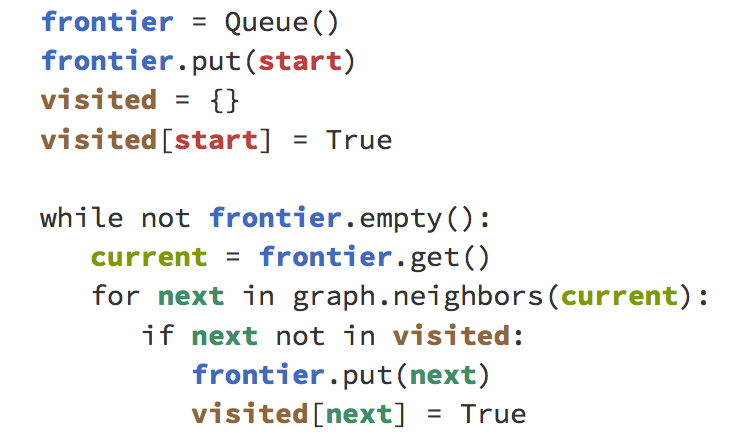 frontier = Queue()
frontier.put(start)
visited = {}
visited[start] = True

while not frontier.empty():
   current = frontier.get()
   for next in graph.neighbors(current):
      if next not in visited:
         frontier.put(next)
         visited[next] = True